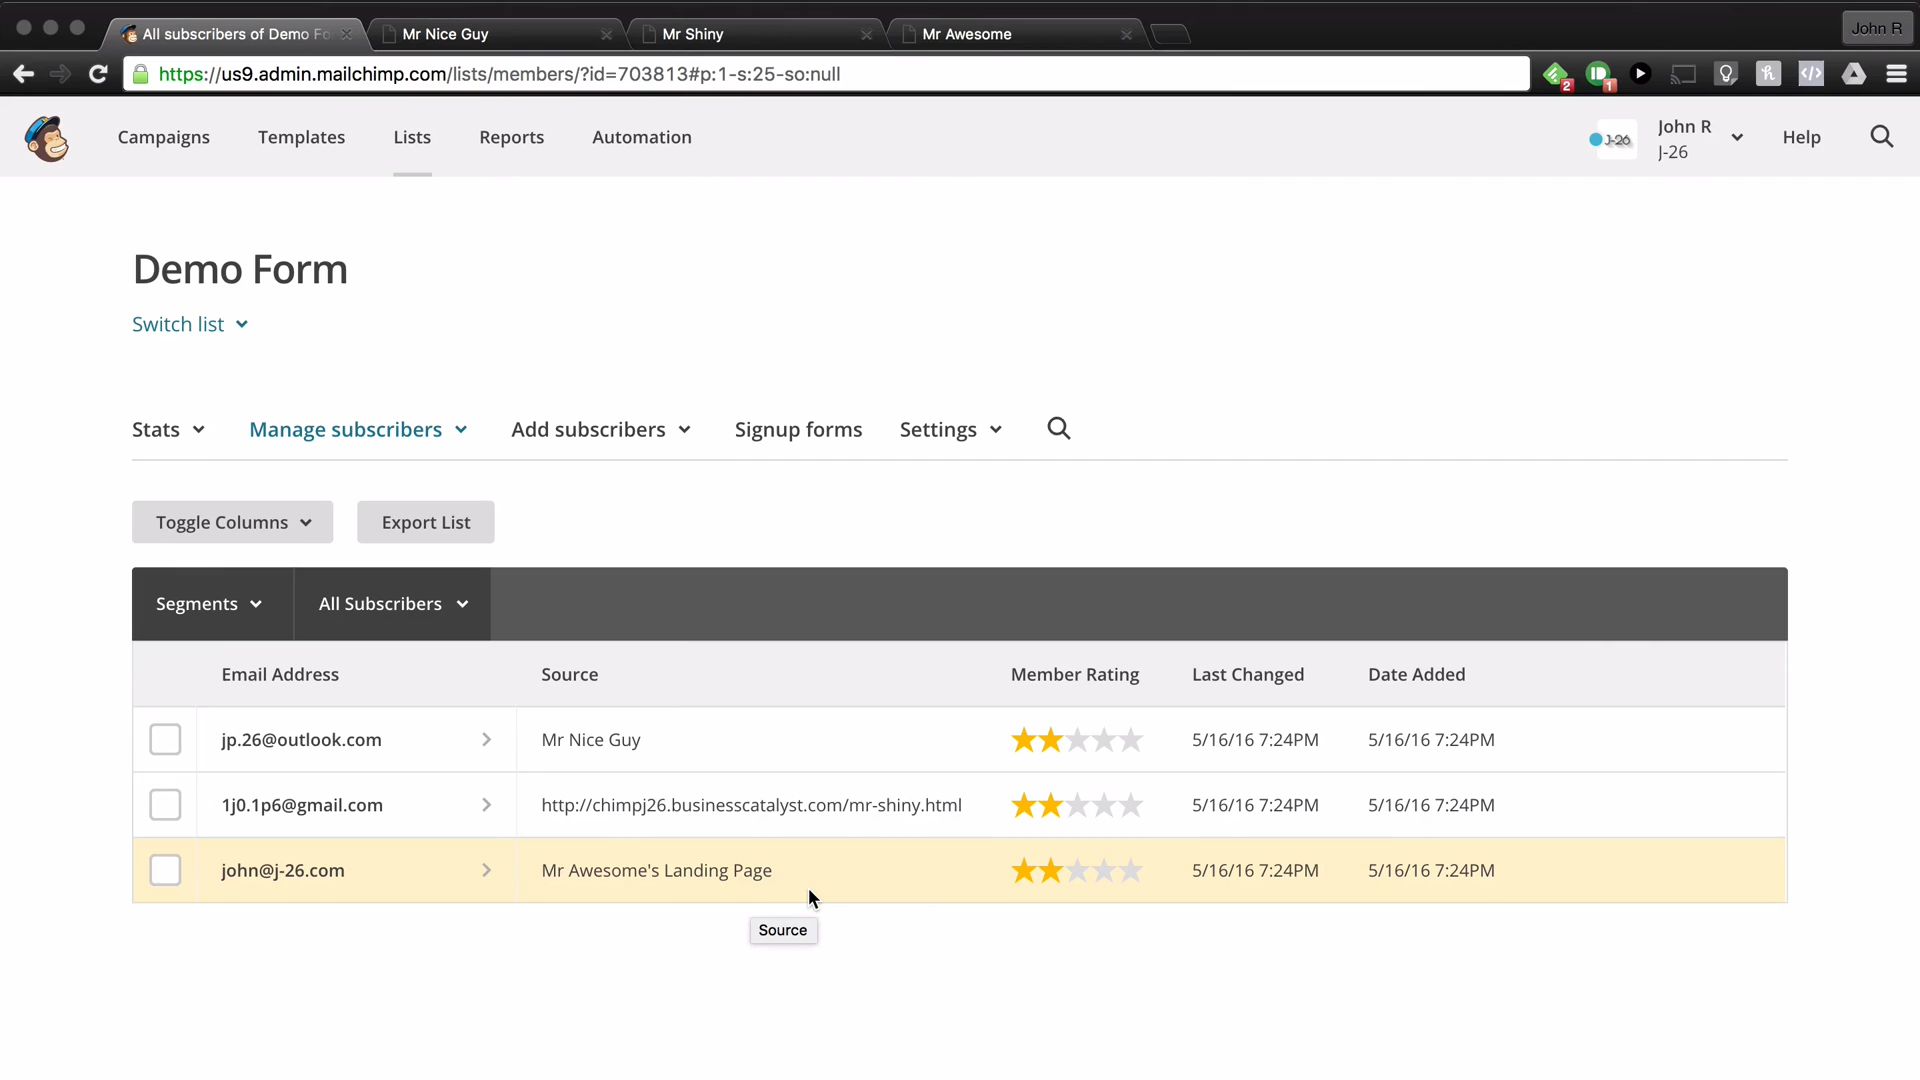 All subscribers of Demo Fo
Mr Nice Guy
Mr Shiny
Mr Awesome
John R
https://us9.admin.mailchimp.com/lists/members/?id=703813#p:1-s:25-so:null
2
1
Campaigns
Templates
Lists
Reports
Automation
J-26
John R
J-26
Help
Demo Form
Switch list
Stats
Manage subscribers
Add subscribers
Signup forms
Settings
Toggle Columns
Export List
Segments
All Subscribers
Email Address Source Member Rating Last Changed Date Added
jp.26@outlook.com Mr Nice Guy 5/16/16 7:24PM 5/16/16 7:24PM
1j0.1p6@gmail.com http://chimpj26.businesscatalyst.com/mr-shiny.html 5/16/16 7:24PM 5/16/16 7:24PM
john@j-26.com Mr Awesome's Landing Page 5/16/16 7:24PM 5/16/16 7:24PM
Source